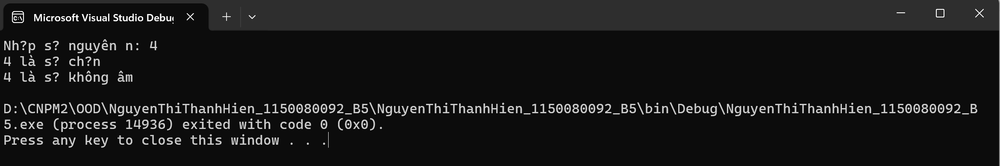 Microsoft Visual Studio Debug
Nh?p s? nguyên n: 4
4 là s? ch?n
4 là s? không âm
D:\CNPM2\OOD\NguyenThiThanhHien_1150080092_B5\NguyenThiThanhHien_1150080092_B5\bin\Debug\NguyenThiThanhHien_1150080092_B
5.exe (process 14936) exited with code 0 (0x0).
Press any key to close this window . . .